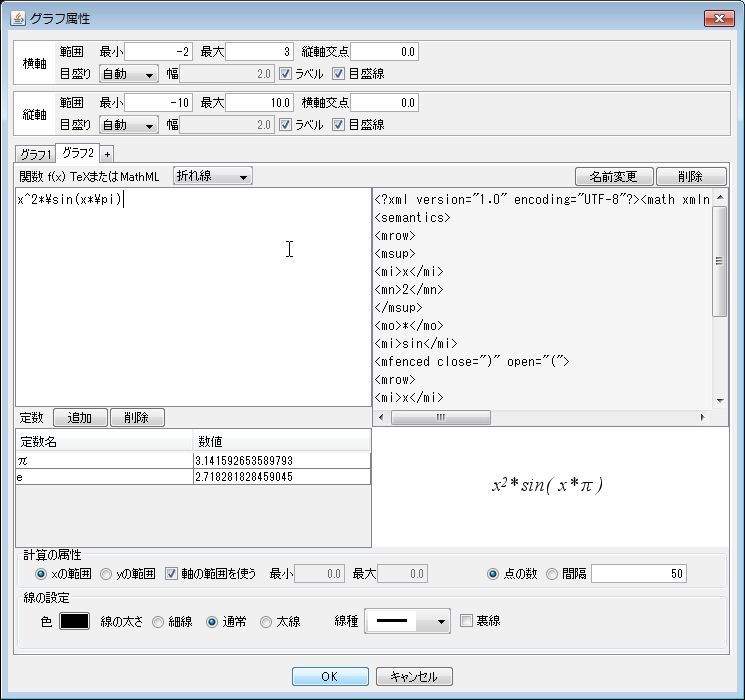 グラフ属性
横軸 範囲 最小 -2 最大 3 縦軸交点 0.0
目盛り 自動 幅 2.0 ラベル 目盛線
縦軸 範囲 最小 -10 最大 10.0 横軸交点 0.0
目盛り 自動 幅 2.0 ラベル 目盛線
グラフ1 グラフ2 +
関数 f(x) TeXまたはMathML 折れ線 名前変更 削除
x^2*¥sin(x*¥pi)
<?xml version="1.0" encoding="UTF-8"?><math xmln
<semantics>
<mrow>
<msup>
<mi>x</mi>
<mn>2</mn>
</msup>
<mo>*</mo>
<mi>sin</mi>
<mfenced close=")" open="(">
<mrow>
<mi>x</mi>
定数 追加 削除
定数名 数値
π 3.141592653589793
e 2.718281828459045
x²*sin( x*π )
計算の属性
xの範囲 yの範囲 軸の範囲を使う 最小 0.0 最大 0.0 点の数 間隔 50
線の設定
色 線の太さ 細線 通常 太線 線種 裏線
OK キャンセル